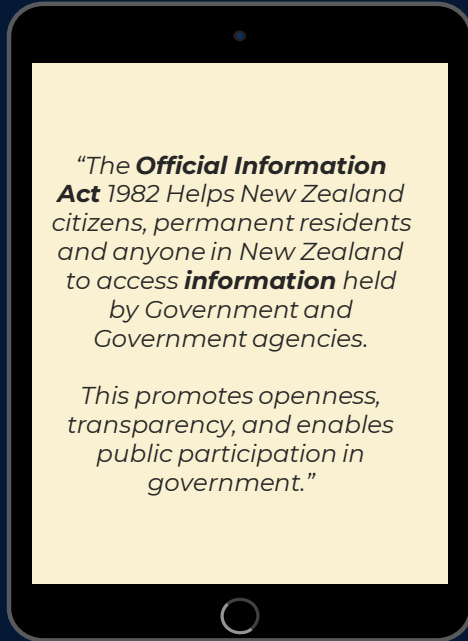 “The Official Information
Act 1982 Helps New Zealand
citizens, permanent residents
and anyone in New Zealand
to access information held
by Government and
Government agencies.
This promotes openness,
transparency, and enables
public participation in
government.”